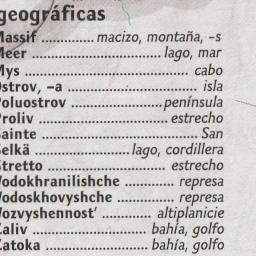 geográficas
Massif ............ macizo, montaña, –s
Meer ........................... lago, mar
Mys .................................. cabo
Ostrov, –a ............................ isla
Poluostrov ................... península
Proliv ........................... estrecho
Sainte ................................ San
Selkä ................... lago, cordillera
Stretto ........................ estrecho
Vodokhranilishche ........... represa
Vodoskhovyshche ............ represa
Vozvyshennost' ......... altiplanicie
Zaliv ....................... bahía, golfo
Zatoka .................... bahía, golfo